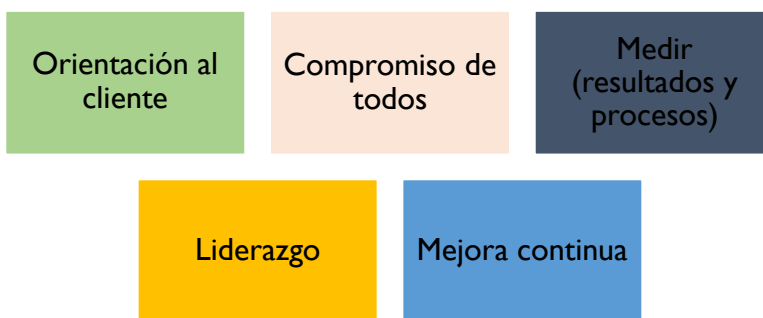 Orientación al
cliente
Compromiso de
todos
Medir
(resultados y
procesos)
Liderazgo
Mejora continua